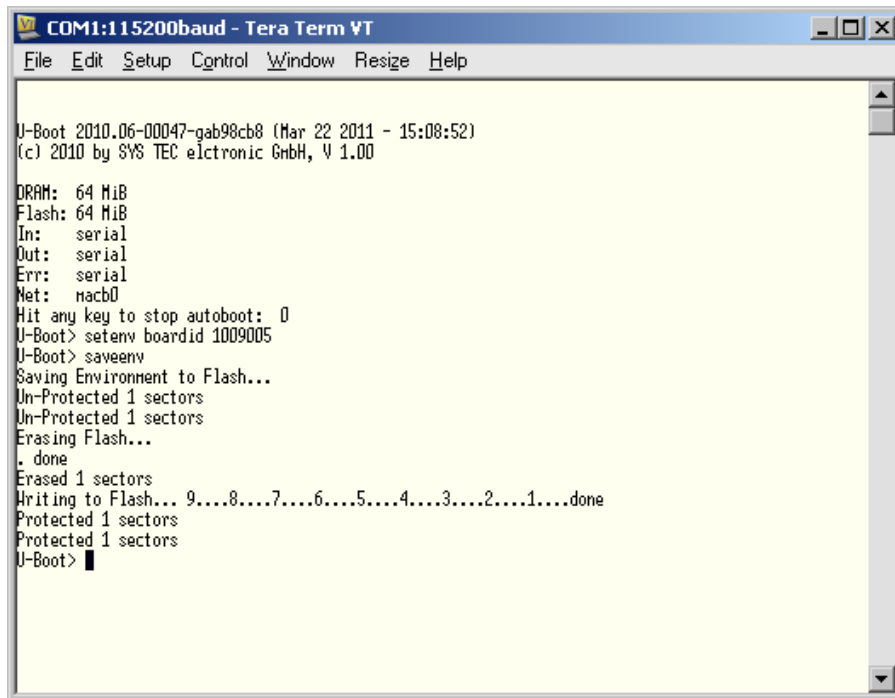 COM1:115200baud - Tera Term VT
File Edit Setup Control Window Resize Help
U-Boot 2010.06-00047-gab98cb8 (Mar 22 2011 - 15:08:52)
(c) 2010 by SYS TEC elctronic GmbH, V 1.00
DRAM: 64 MiB
Flash: 64 MiB
In: serial
Out: serial
Err: serial
Net: macb0
Hit any key to stop autoboot: 0
U-Boot> setenv boardid 1009005
U-Boot> saveenv
Saving Environment to Flash...
Un-Protected 1 sectors
Un-Protected 1 sectors
Erasing Flash...
. done
Erased 1 sectors
Writing to Flash... 9....8....7....6....5....4....3....2....1....done
Protected 1 sectors
Protected 1 sectors
U-Boot>